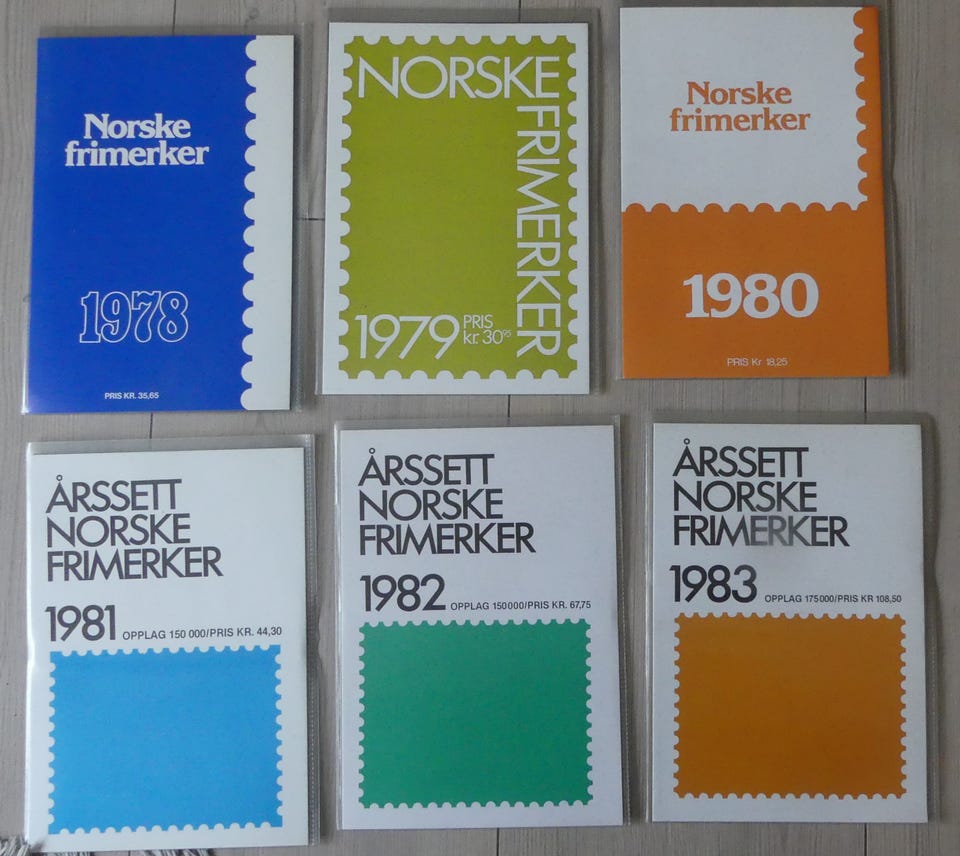 Norske
frimerker
1978
PRIS KR. 35,65
NORSKE
FRIMERKER
1979 PRIS
kr. 30⁹⁵
Norske
frimerker
1980
PRIS Kr 18,25
ÅRSSETT
NORSKE
FRIMERKER
1981 OPPLAG 150 000/PRIS KR. 44,30
ÅRSSETT
NORSKE
FRIMERKER
1982 OPPLAG 150000/PRIS KR. 67,75
ÅRSSETT
NORSKE
FRIMERKER
1983 OPPLAG 175000/PRIS KR 108,50